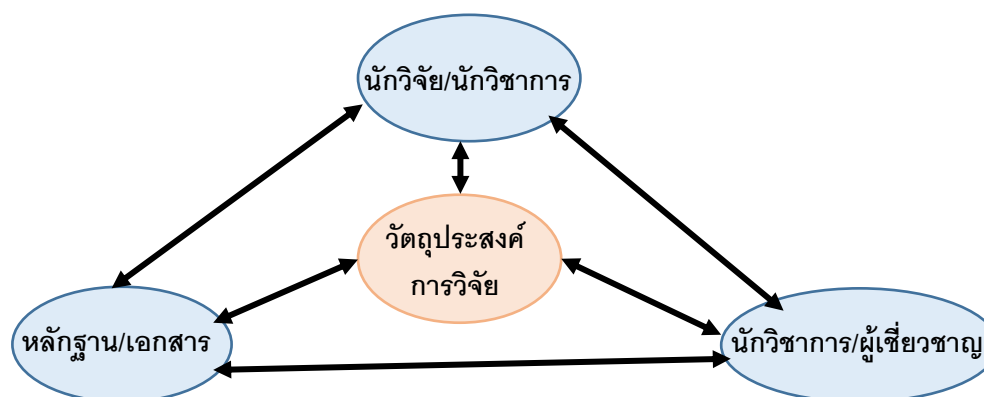 นักวิจัย/นักวิชาการ
วัตถุประสงค์
การวิจัย
หลักฐาน/เอกสาร
นักวิชาการ/ผู้เชี่ยวชาญ